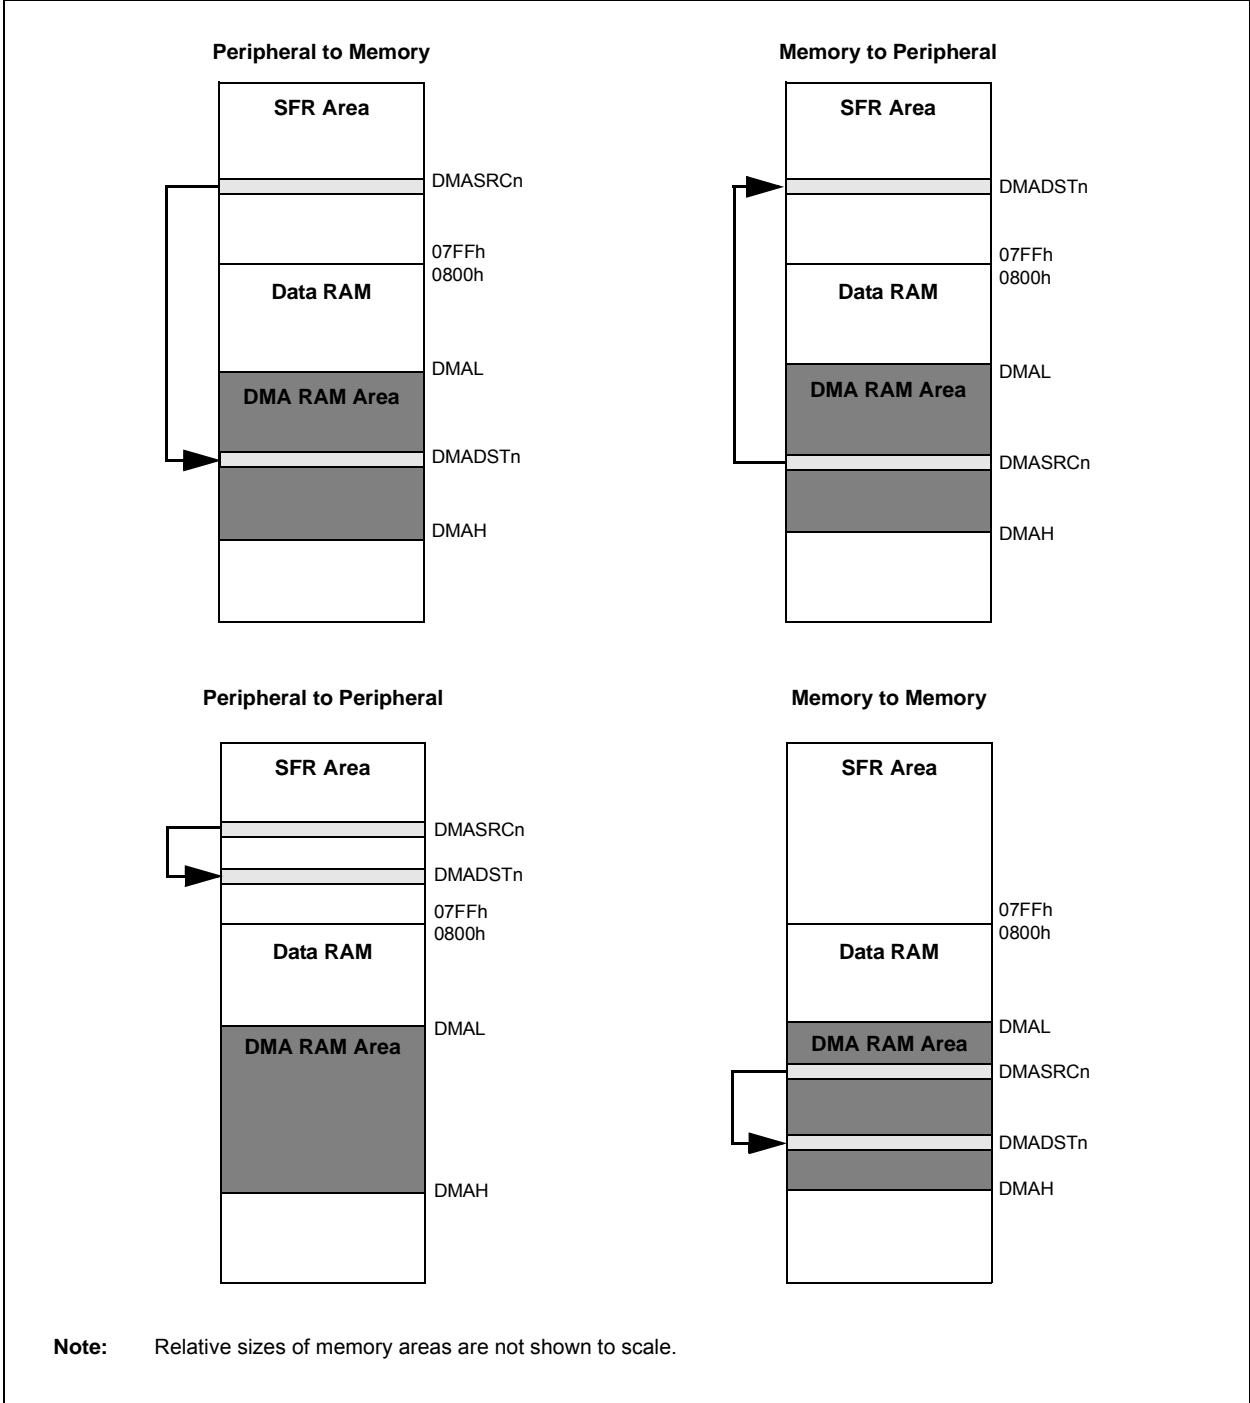 Peripheral to Memory
SFR Area
DMASRCn
07FFh
0800h
Data RAM
DMAL
DMA RAM Area
DMADSTn
DMAH
Memory to Peripheral
SFR Area
DMADSTn
07FFh
0800h
Data RAM
DMAL
DMA RAM Area
DMASRCn
DMAH
Peripheral to Peripheral
SFR Area
DMASRCn
DMADSTn
07FFh
0800h
Data RAM
DMAL
DMA RAM Area
DMAH
Memory to Memory
SFR Area
07FFh
0800h
Data RAM
DMAL
DMA RAM Area
DMASRCn
DMADSTn
DMAH
Note: Relative sizes of memory areas are not shown to scale.